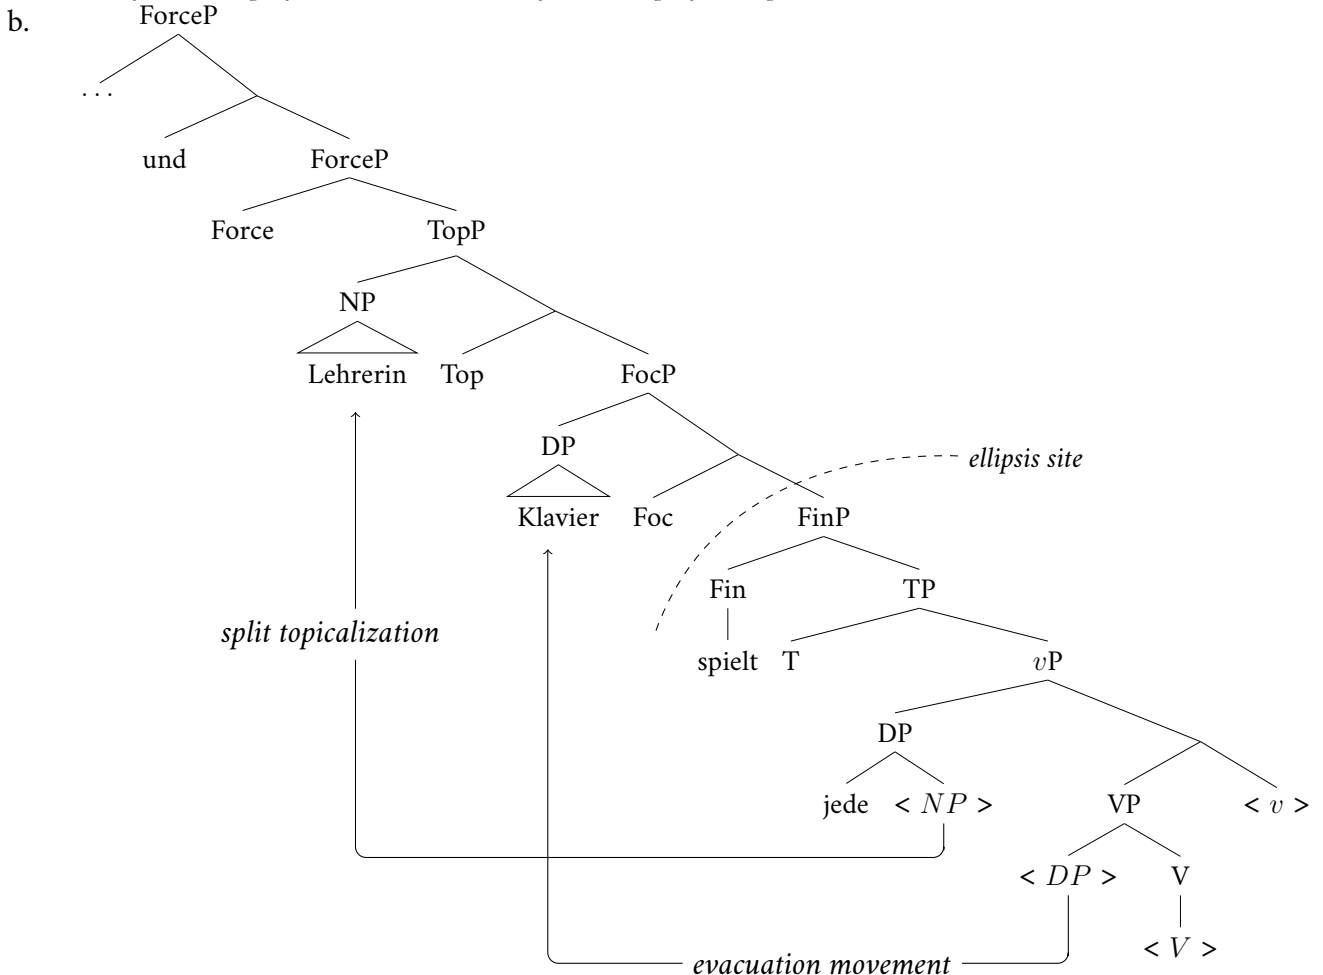 b.
ForceP
. . .
und ForceP
Force TopP
NP
Lehrerin Top FocP
DP
ellipsis site
Klavier Foc FinP
Fin TP
split topicalization
spielt T vP
DP
jede < NP > VP < v >
< DP > V
< V >
evacuation movement